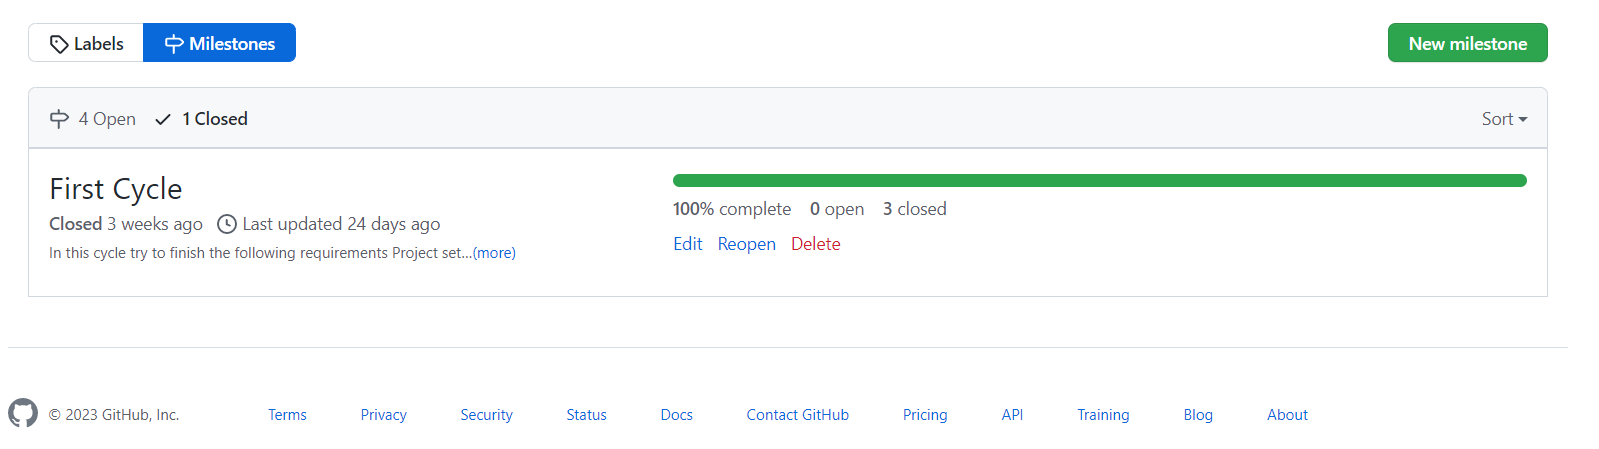 Labels Milestones New milestone
4 Open 1 Closed Sort
First Cycle
Closed 3 weeks ago Last updated 24 days ago
In this cycle try to finish the following requirements Project set...(more)
100% complete 0 open 3 closed
Edit Reopen Delete
© 2023 GitHub, Inc. Terms Privacy Security Status Docs Contact GitHub Pricing API Training Blog About